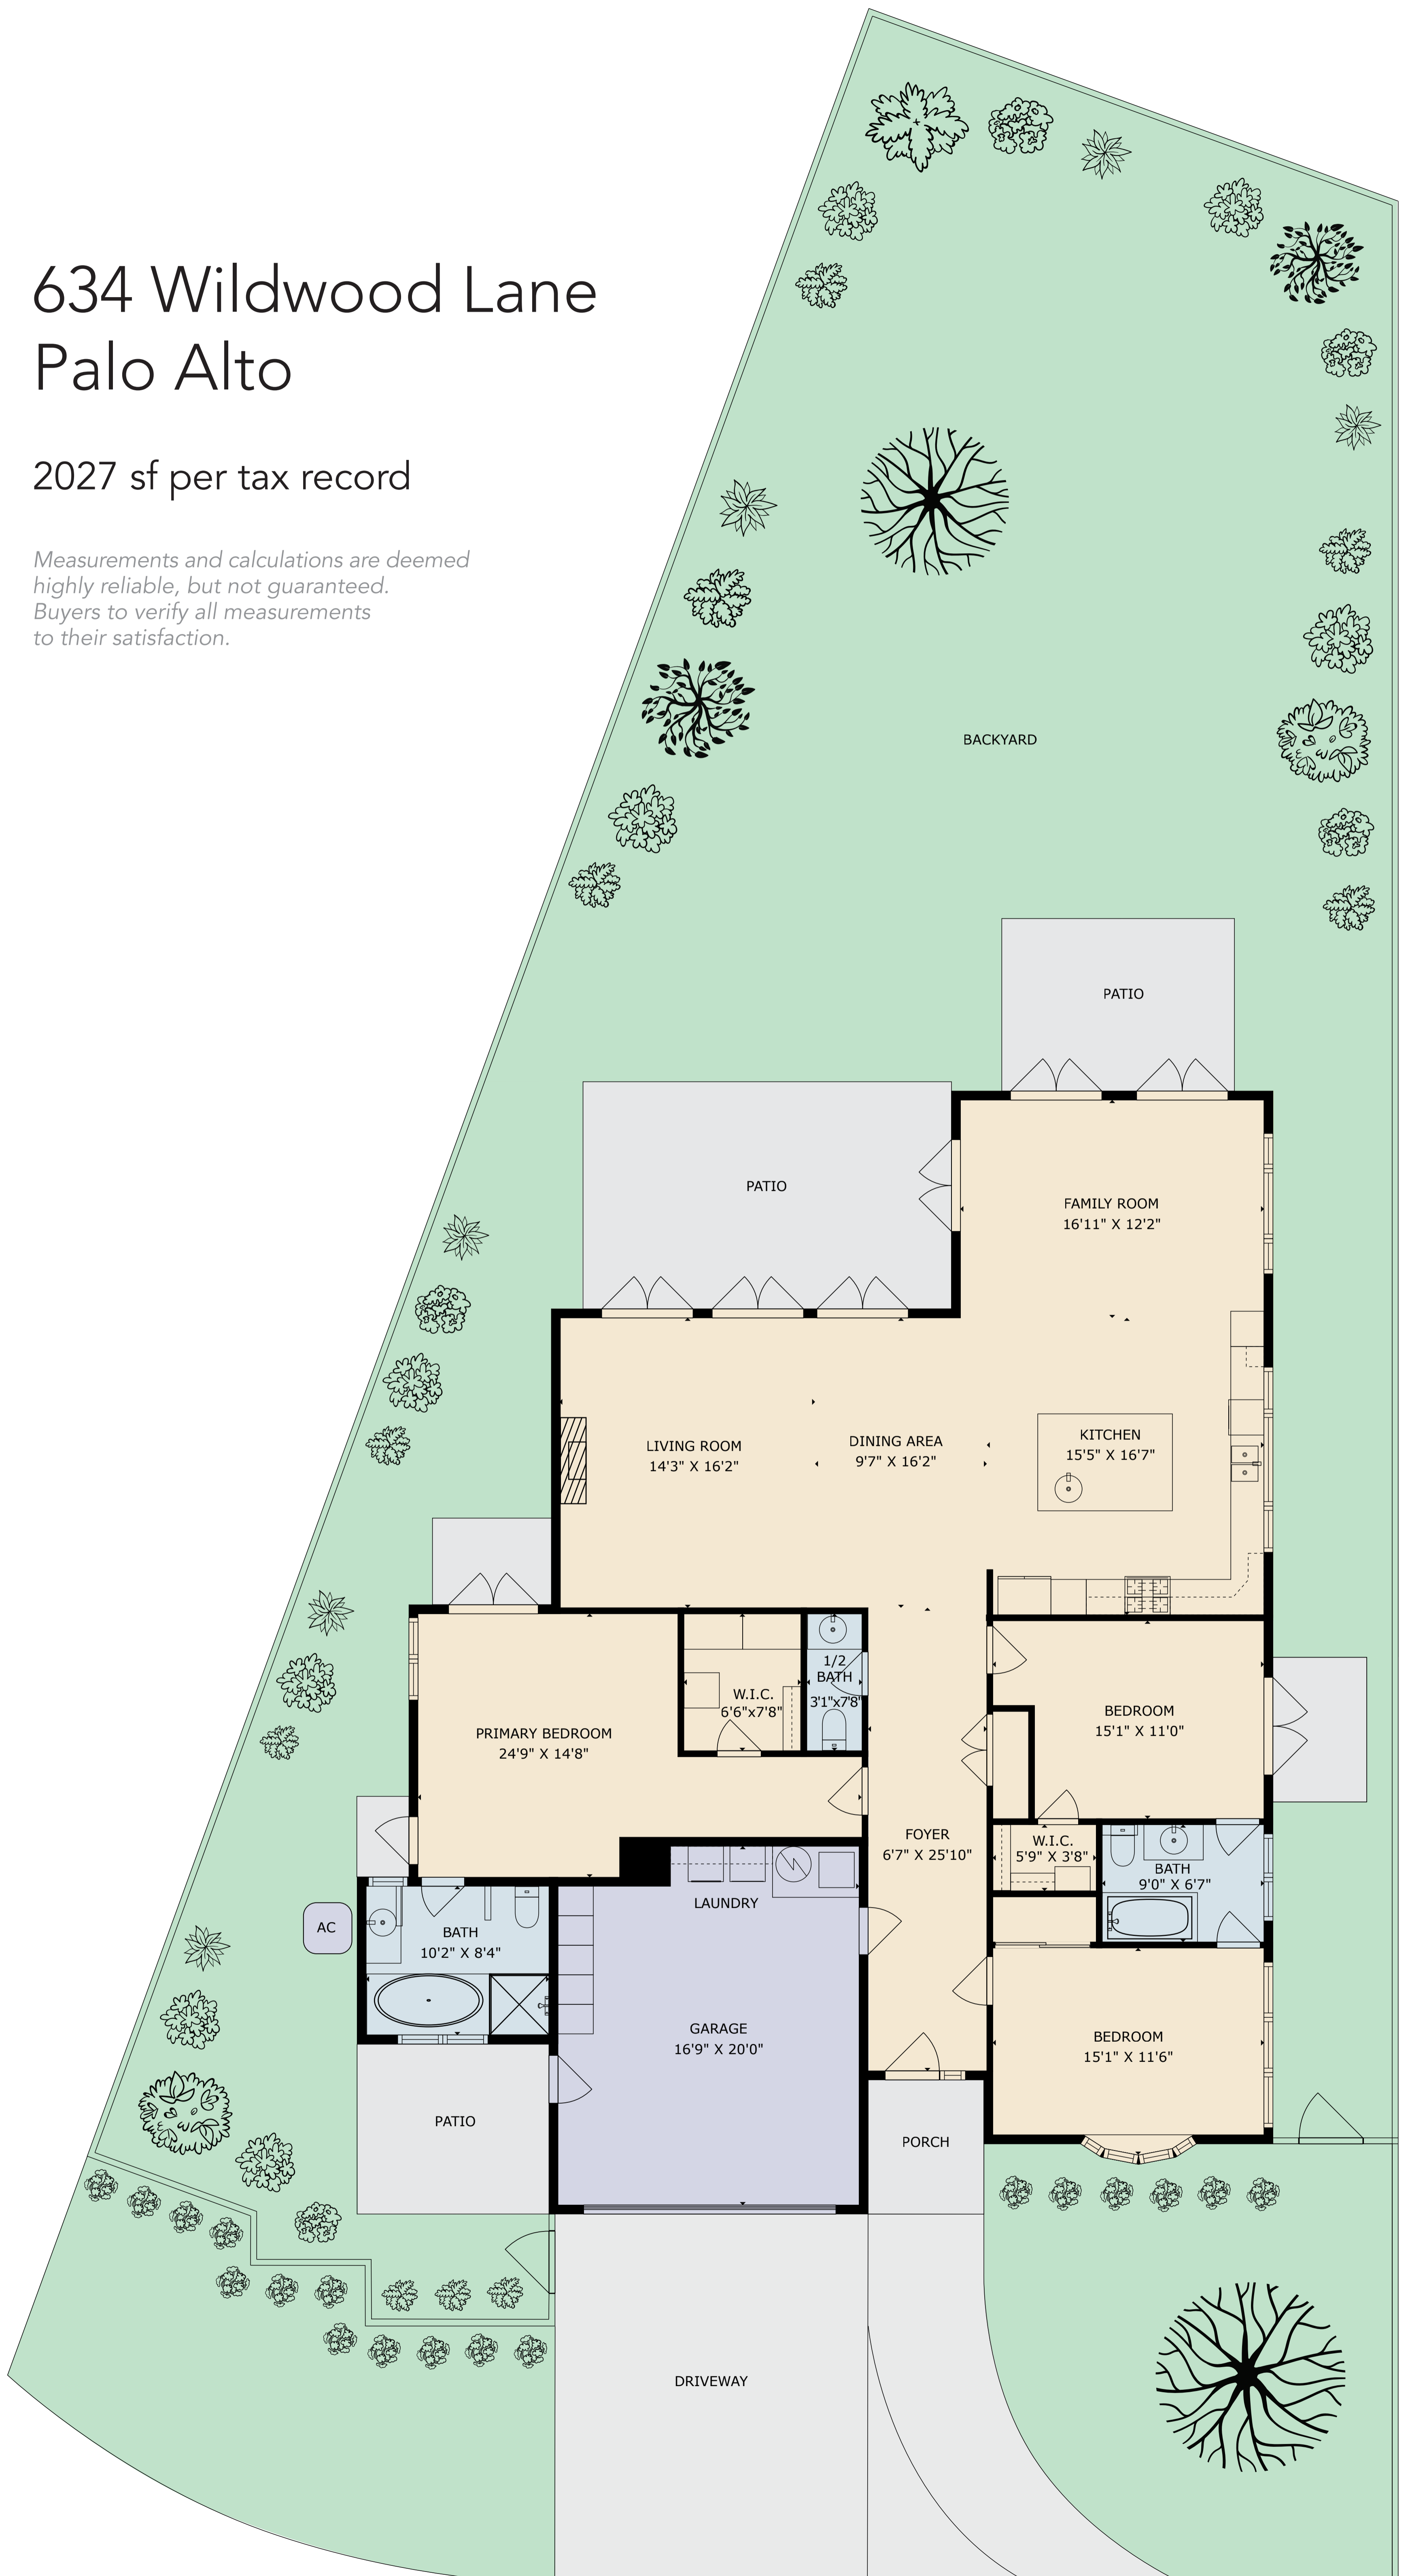 634 Wildwood Lane
Palo Alto
2027 sf per tax record
Measurements and calculations are deemed
highly reliable, but not guaranteed.
Buyers to verify all measurements
to their satisfaction.
BACKYARD
PATIO
PATIO
FAMILY ROOM
16'11" X 12'2"
LIVING ROOM
14'3" X 16'2"
DINING AREA
9'7" X 16'2"
KITCHEN
15'5" X 16'7"
1/2
BATH
3'1"x7'8"
W.I.C.
6'6"x7'8"
PRIMARY BEDROOM
24'9" X 14'8"
BEDROOM
15'1" X 11'0"
FOYER
6'7" X 25'10"
W.I.C.
5'9" X 3'8"
BATH
9'0" X 6'7"
LAUNDRY
AC
BATH
10'2" X 8'4"
GARAGE
16'9" X 20'0"
BEDROOM
15'1" X 11'6"
PATIO
PORCH
DRIVEWAY